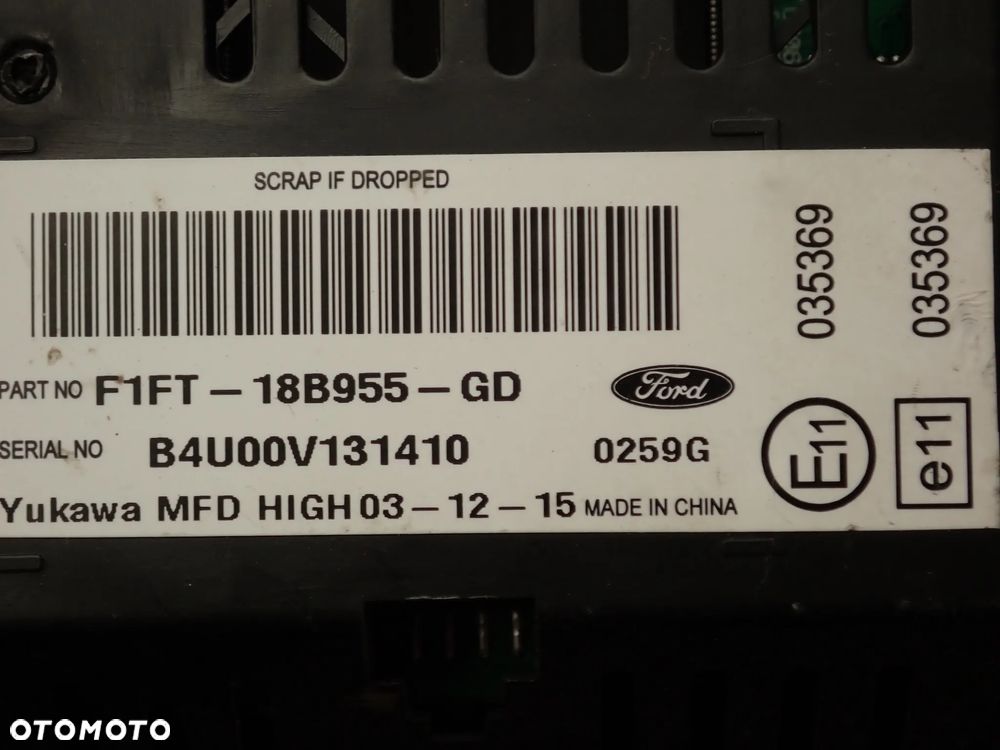 SCRAP IF DROPPED
PART NO F1FT-18B955-GD
Ford
SERIAL NO B4U00V131410
0259G
Yukawa MFD HIGH 03-12-15 MADE IN CHINA
035369
E11
035369
e11
OTOMOTO